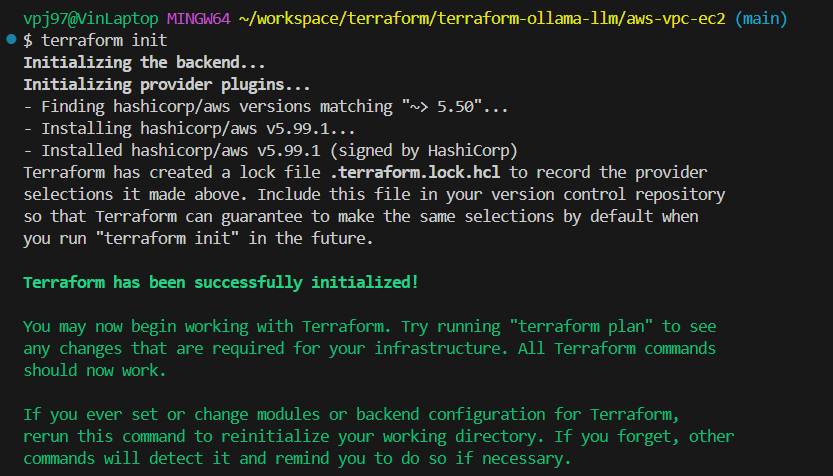 vpj97@VinLaptop MINGW64 ~/workspace/terraform/terraform-ollama-llm/aws-vpc-ec2 (main)
$ terraform init
Initializing the backend...
Initializing provider plugins...
- Finding hashicorp/aws versions matching "~> 5.50"...
- Installing hashicorp/aws v5.99.1...
- Installed hashicorp/aws v5.99.1 (signed by HashiCorp)
Terraform has created a lock file .terraform.lock.hcl to record the provider
selections it made above. Include this file in your version control repository
so that Terraform can guarantee to make the same selections by default when
you run "terraform init" in the future.

Terraform has been successfully initialized!

You may now begin working with Terraform. Try running "terraform plan" to see
any changes that are required for your infrastructure. All Terraform commands
should now work.

If you ever set or change modules or backend configuration for Terraform,
rerun this command to reinitialize your working directory. If you forget, other
commands will detect it and remind you to do so if necessary.